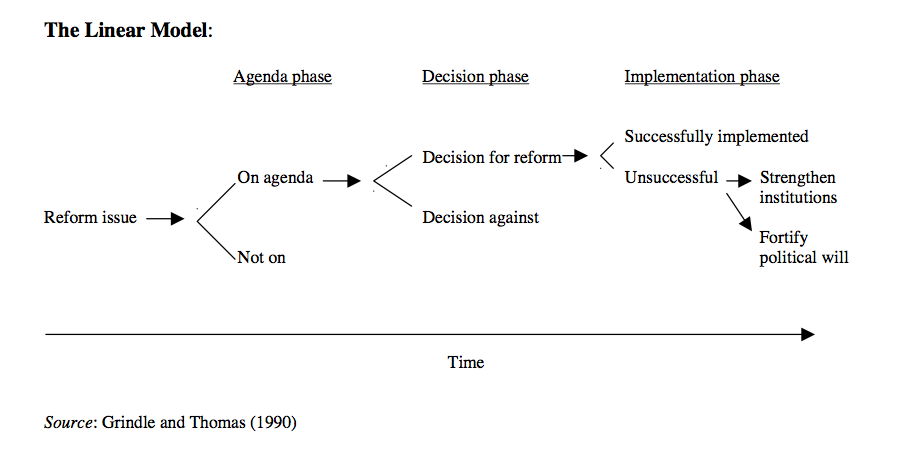 The Linear Model:
Agenda phase Decision phase Implementation phase
Successfully implemented
Decision for reform
On agenda Unsuccessful Strengthen
institutions
Reform issue Decision against
Fortify
Not on political will
Time
Source: Grindle and Thomas (1990)